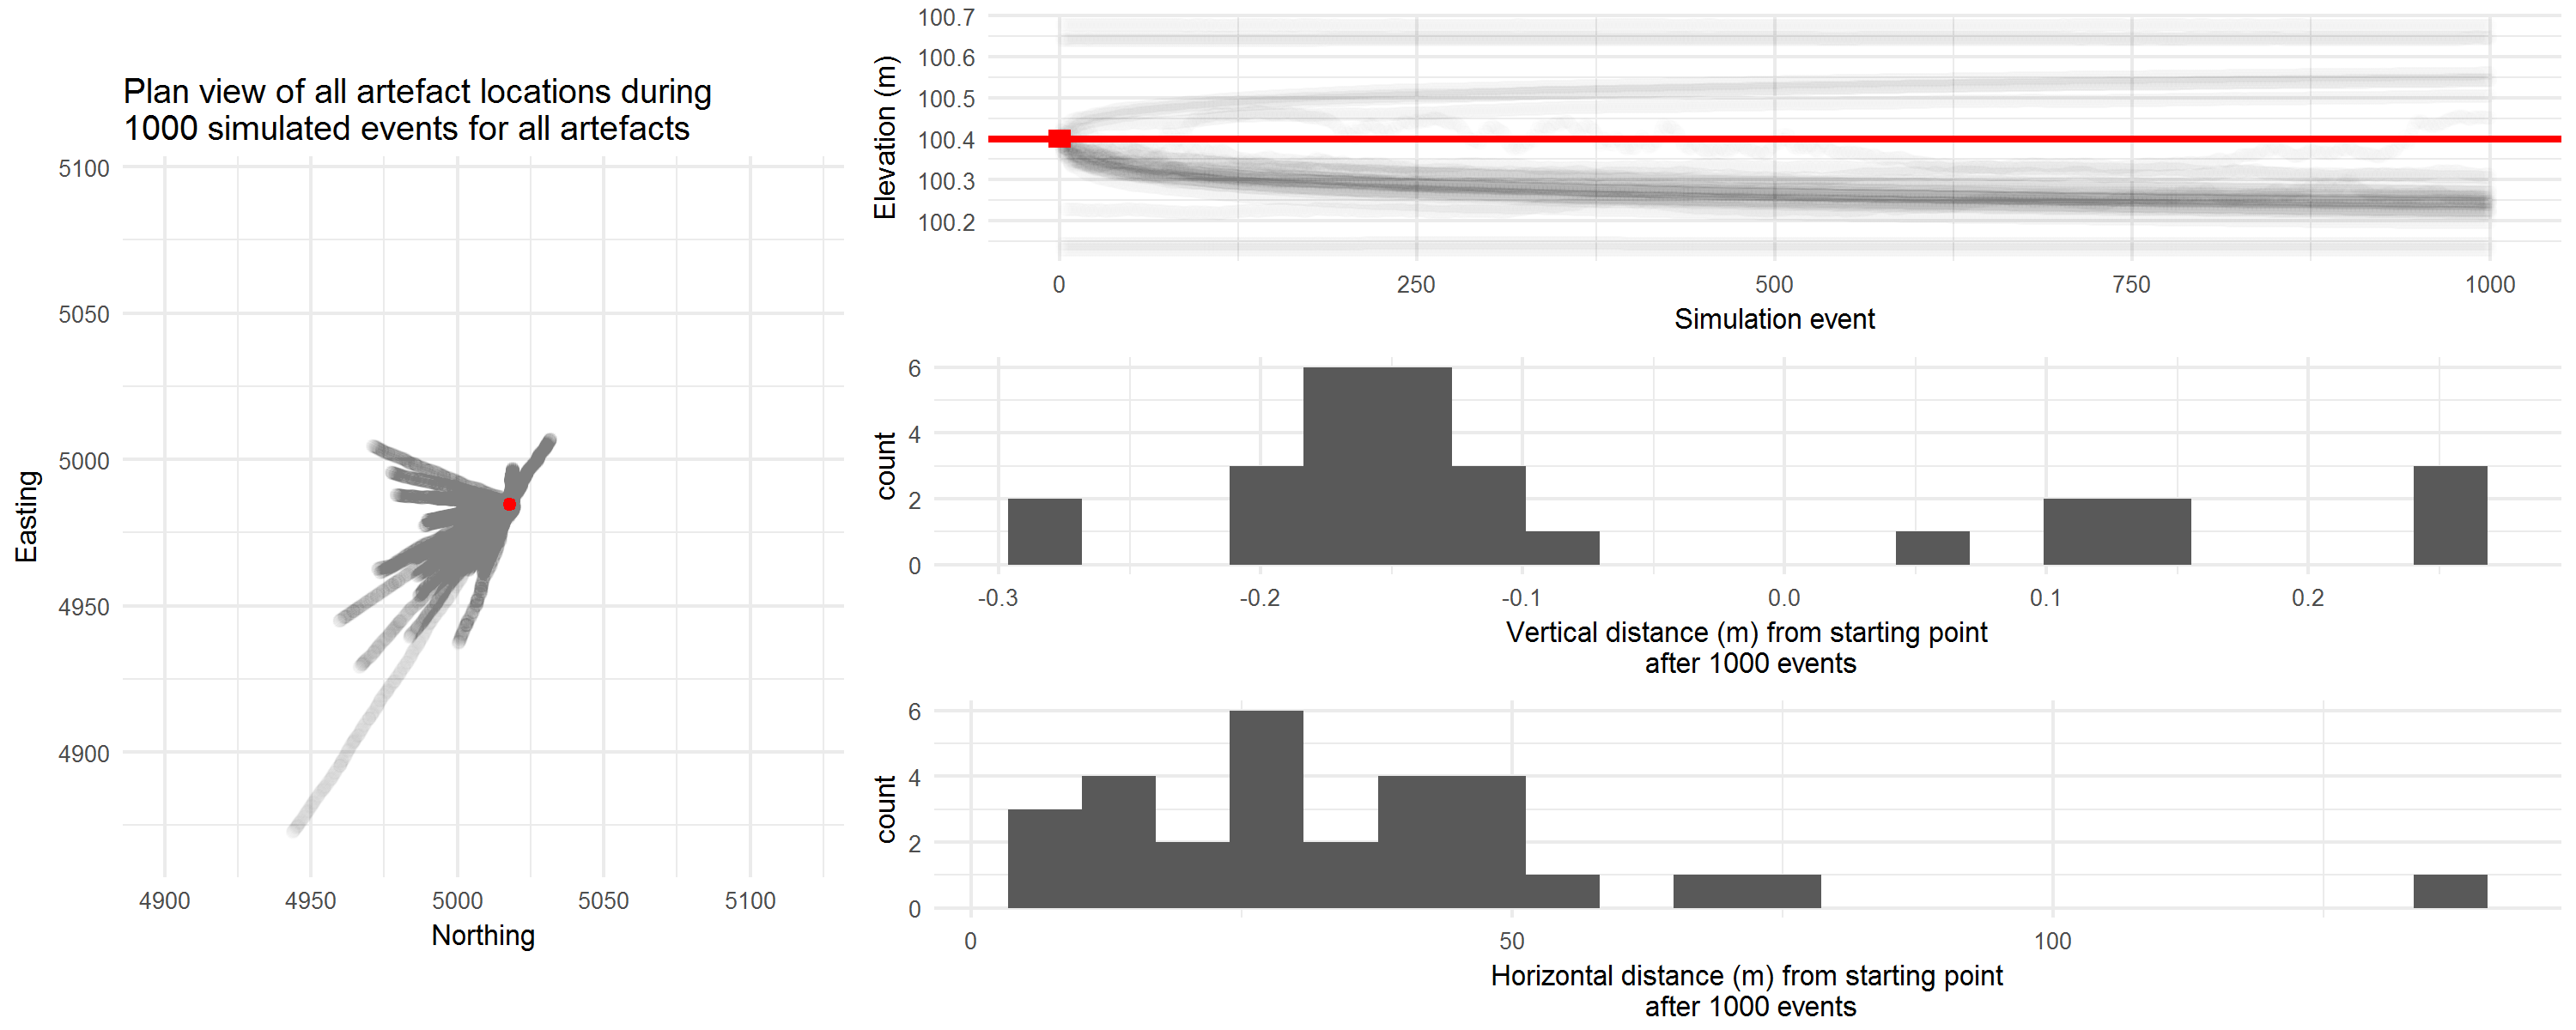 Plan view of all artefact locations during
1000 simulated events for all artefacts
5100
5050
5000
4950
4900
Easting
4900 4950 5000 5050 5100
Northing
100.7
100.6
100.5
100.4
100.3
100.2
Elevation (m)
0 250 500 750 1000
Simulation event
6
4
2
0
count
-0.3 -0.2 -0.1 0.0 0.1 0.2
Vertical distance (m) from starting point
after 1000 events
6
4
2
0
count
0 50 100
Horizontal distance (m) from starting point
after 1000 events